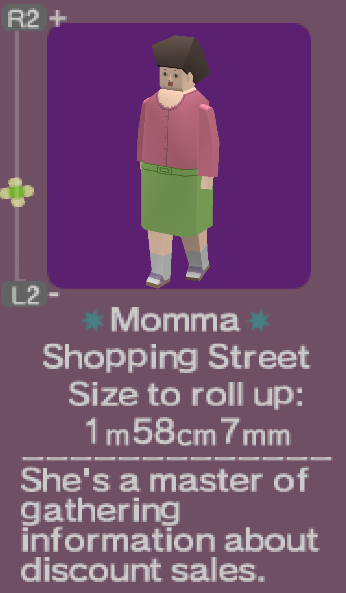 R2 +
L2 -
Momma
Shopping Street
Size to roll up:
1m58cm7mm
She's a master of
gathering
information about
discount sales.